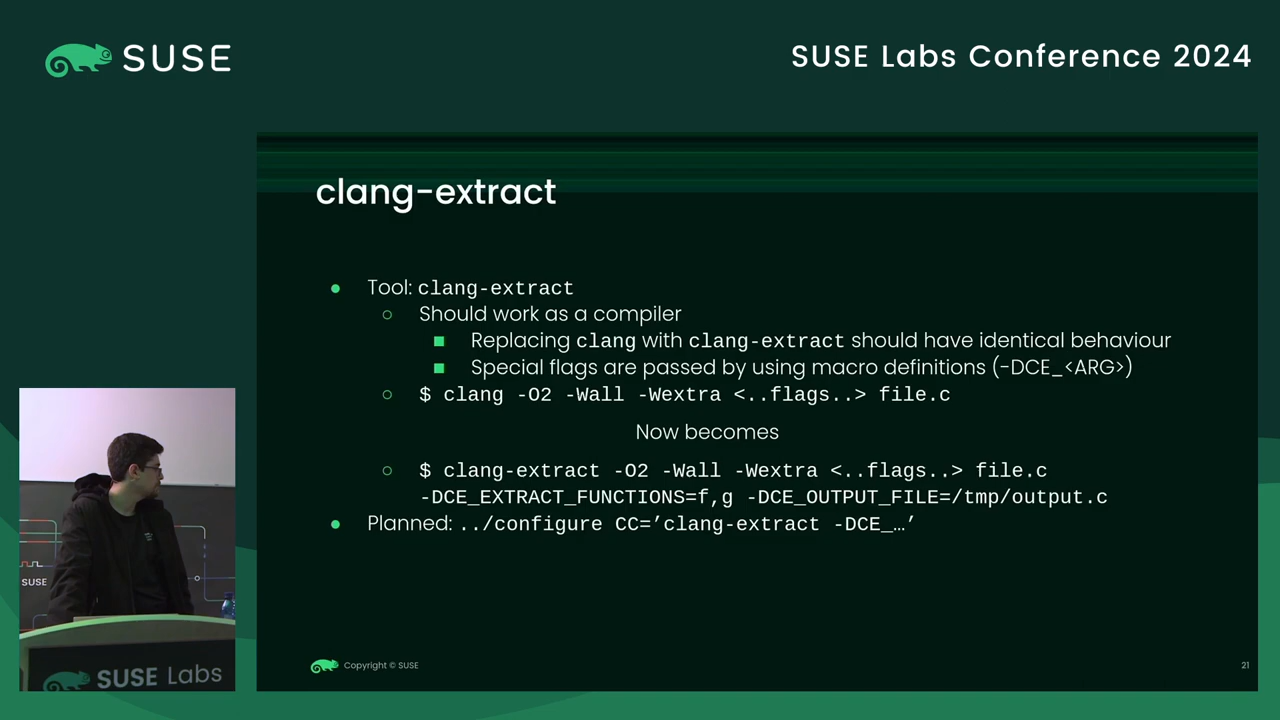 SUSE
SUSE Labs Conference 2024
clang-extract
● Tool: clang-extract
○ Should work as a compiler
■ Replacing clang with clang-extract should have identical behaviour
■ Special flags are passed by using macro definitions (-DCE_<ARG>)
○ $ clang -O2 -Wall -Wextra <..flags..> file.c
Now becomes
○ $ clang-extract -O2 -Wall -Wextra <..flags..> file.c
-DCE_EXTRACT_FUNCTIONS=f,g -DCE_OUTPUT_FILE=/tmp/output.c
● Planned: ../configure CC=’clang-extract -DCE_…’
SUSE
SUSE Labs
Copyright © SUSE
21